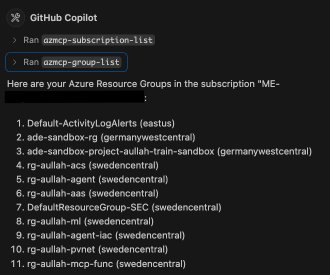 GitHub Copilot
Ran azmcp-subscription-list
Ran azmcp-group-list
Here are your Azure Resource Groups in the subscription "ME-
:
1. Default-ActivityLogAlerts (eastus)
2. ade-sandbox-rg (germanywestcentral)
3. ade-sandbox-project-aullah-train-sandbox (germanywestcentral)
4. rg-aullah-acs (swedencentral)
5. rg-aullah-agent (swedencentral)
6. rg-aullah-aas (swedencentral)
7. DefaultResourceGroup-SEC (swedencentral)
8. rg-aullah-ml (swedencentral)
9. rg-aullah-agent-iac (swedencentral)
10. rg-aullah-pvnet (swedencentral)
11. rg-aullah-mcp-func (swedencentral)